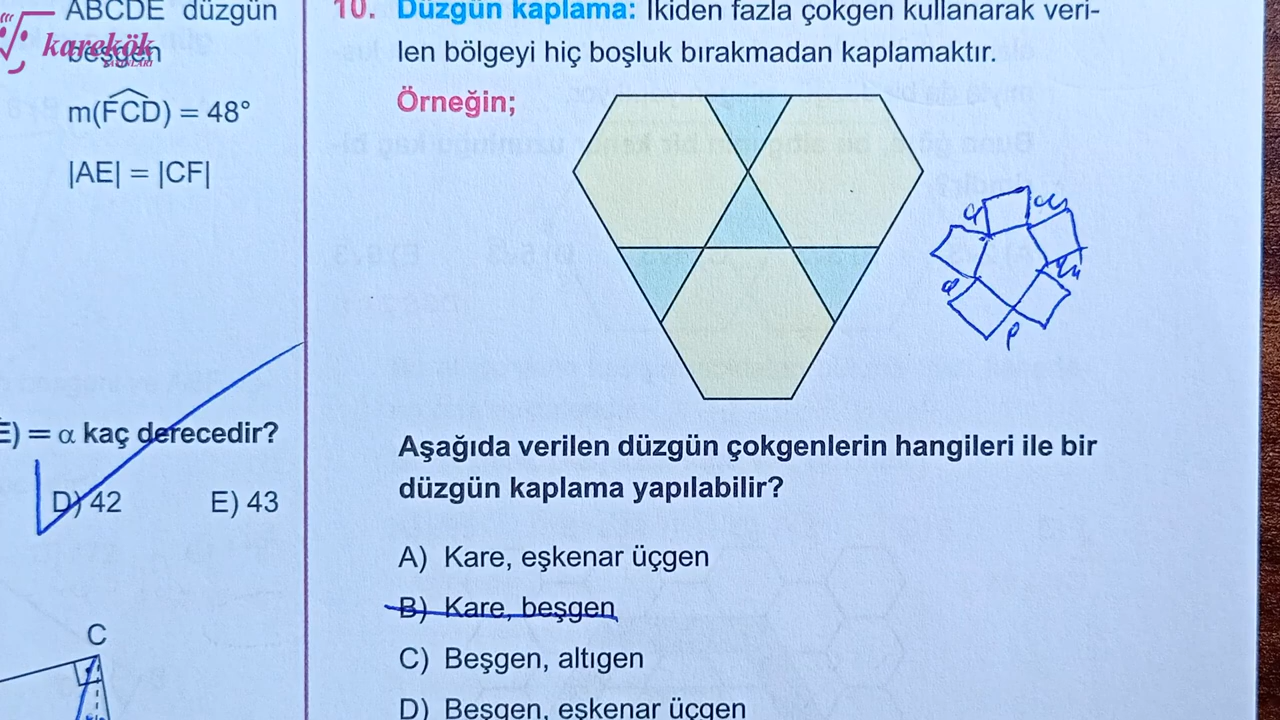 ABCDE düzgün
beşgen
karekök
YAYINLARI
m(FCD) = 48°
|AE| = |CF|
E) = α kaç derecedir?
D) 42 E) 43
C
10. Düzgün kaplama: İkiden fazla çokgen kullanarak veri-
len bölgeyi hiç boşluk bırakmadan kaplamaktır.
Örneğin;
Aşağıda verilen düzgün çokgenlerin hangileri ile bir
düzgün kaplama yapılabilir?
A) Kare, eşkenar üçgen
B) Kare, beşgen
C) Beşgen, altıgen
D) Beşgen, eşkenar üçgen